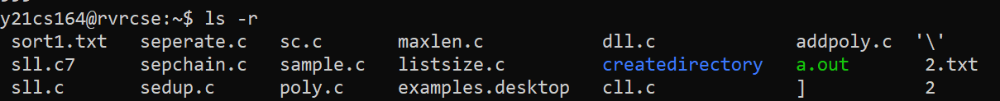 y21cs164@rvrcse:~$ ls -r
sort1.txt seperate.c sc.c maxlen.c dll.c addpoly.c '\'
sll.c7 sepchain.c sample.c listsize.c createdirectory a.out 2.txt
sll.c sedup.c poly.c examples.desktop cll.c ] 2